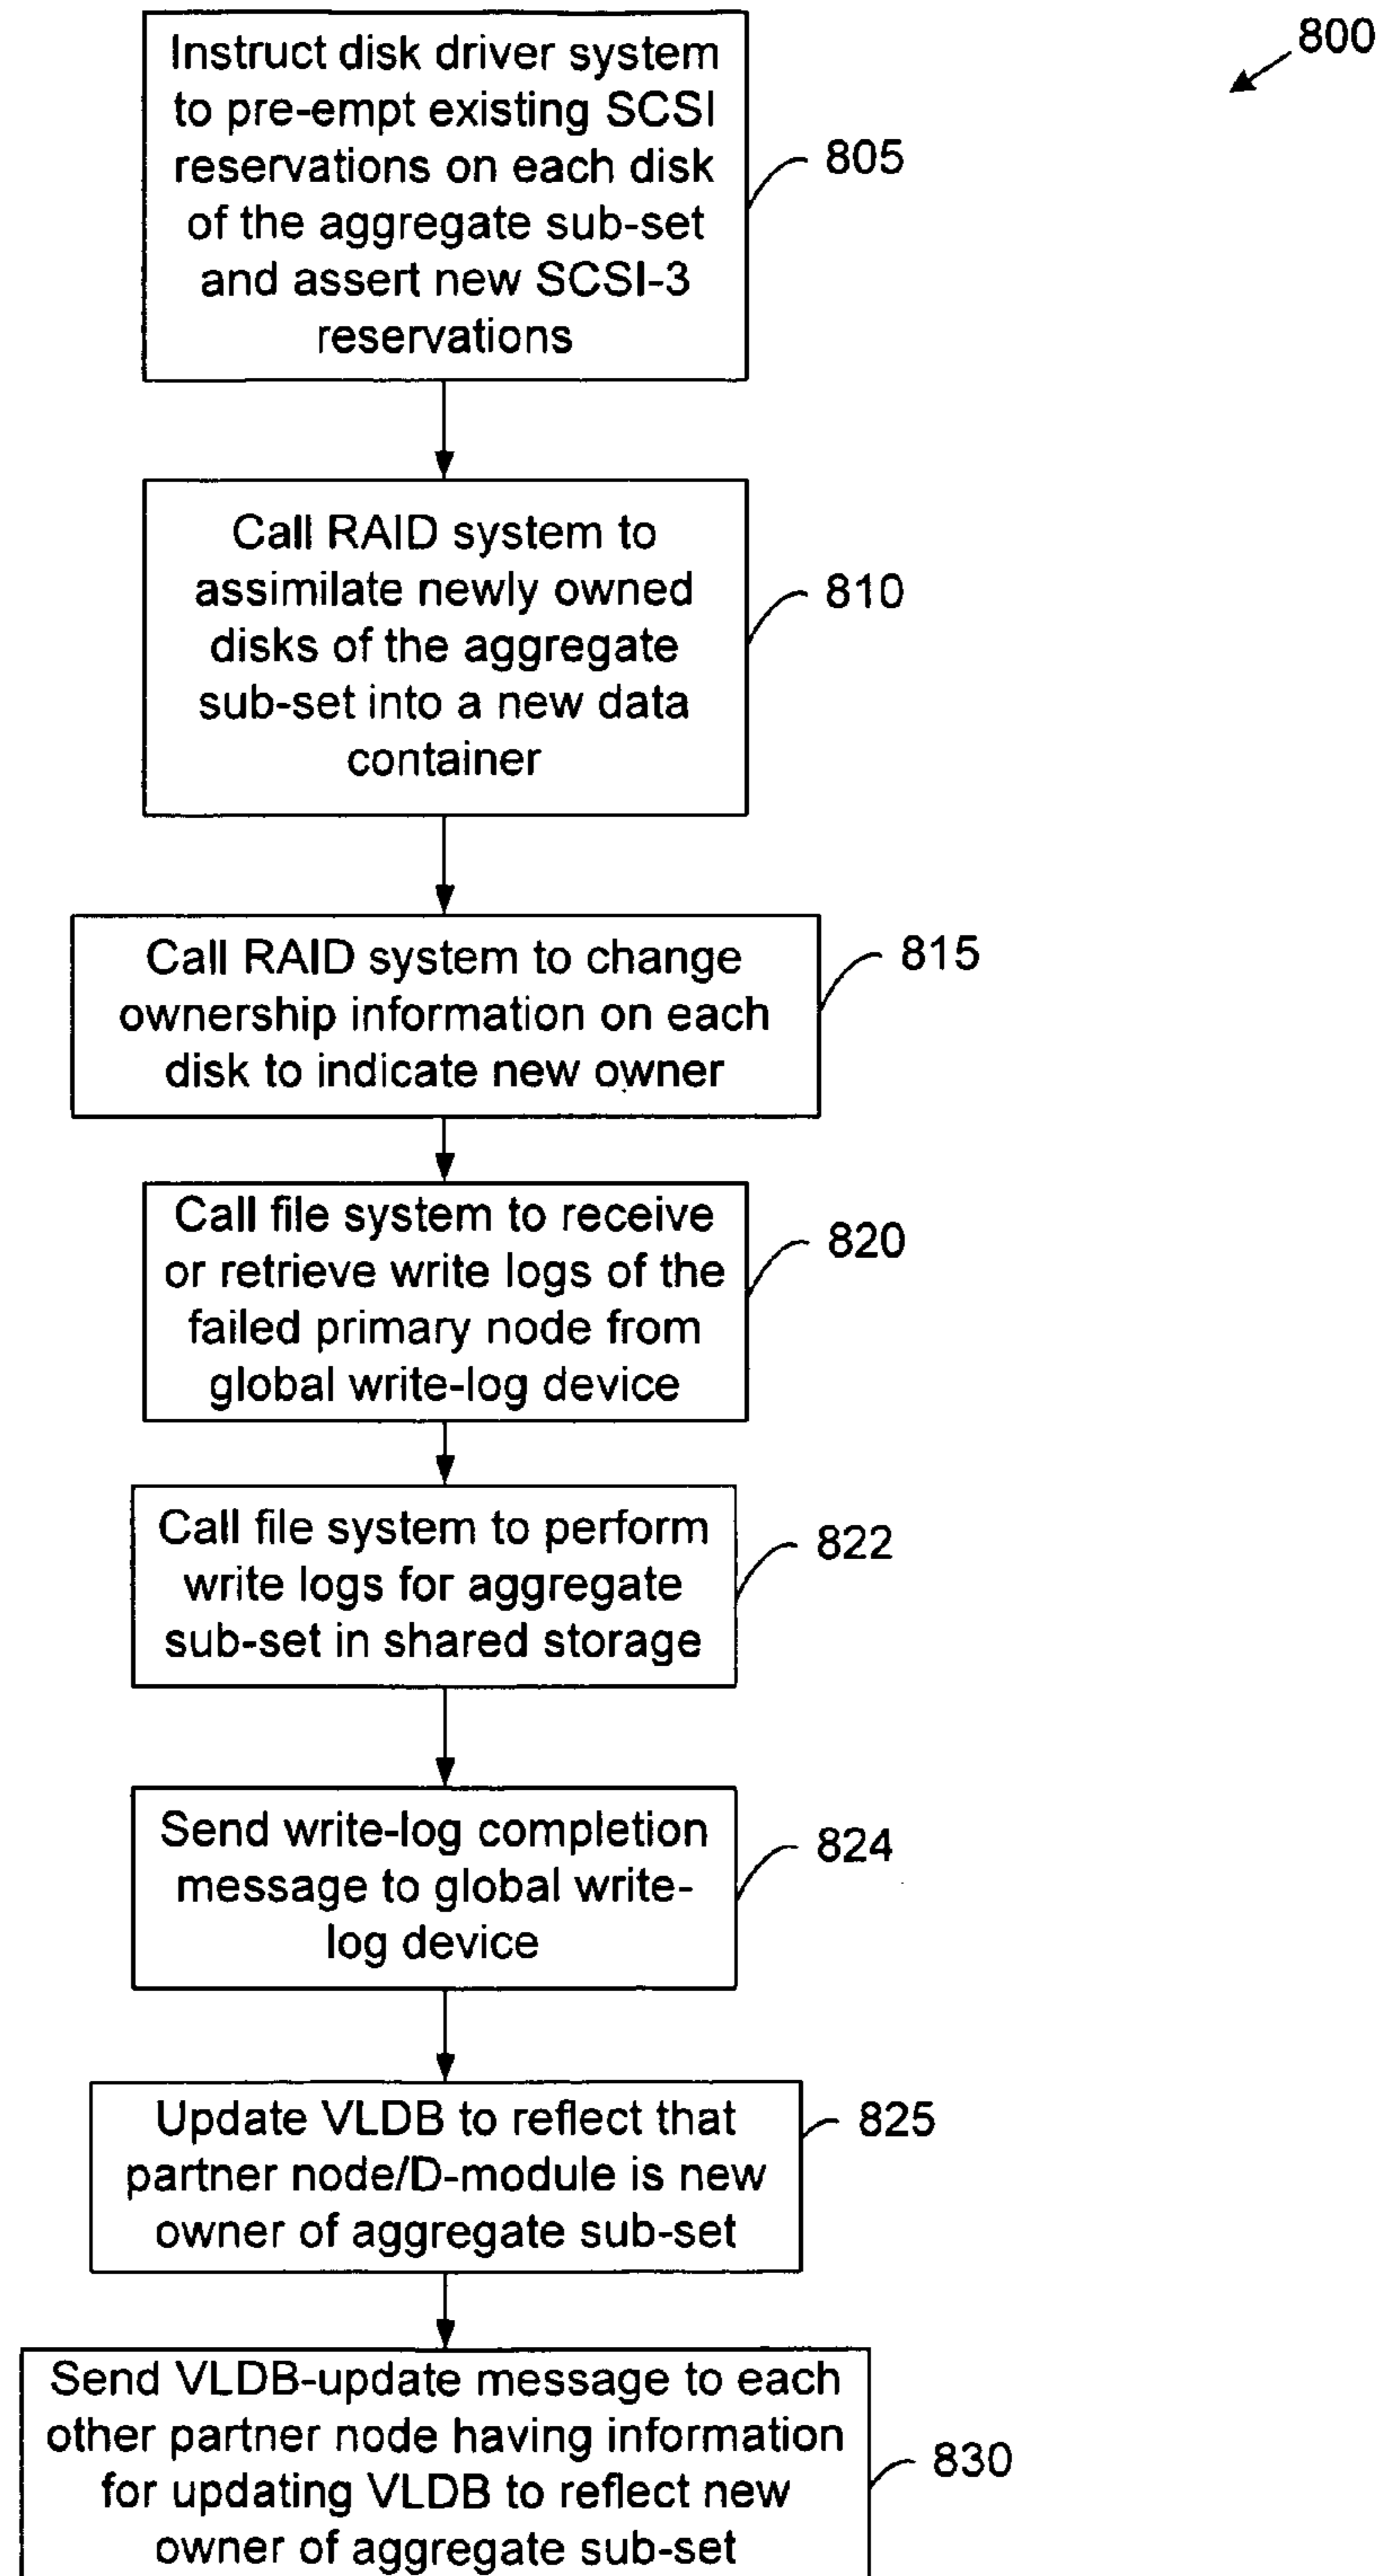 800
Instruct disk driver system
to pre-empt existing SCSI
reservations on each disk
of the aggregate sub-set
and assert new SCSI-3
reservations
805
Call RAID system to
assimilate newly owned
disks of the aggregate
sub-set into a new data
container
810
Call RAID system to change
ownership information on each
disk to indicate new owner
815
Call file system to receive
or retrieve write logs of the
failed primary node from
global write-log device
820
Call file system to perform
write logs for aggregate
sub-set in shared storage
822
Send write-log completion
message to global write-
log device
824
Update VLDB to reflect that
partner node/D-module is new
owner of aggregate sub-set
825
Send VLDB-update message to each
other partner node having information
for updating VLDB to reflect new
owner of aggregate sub-set
830